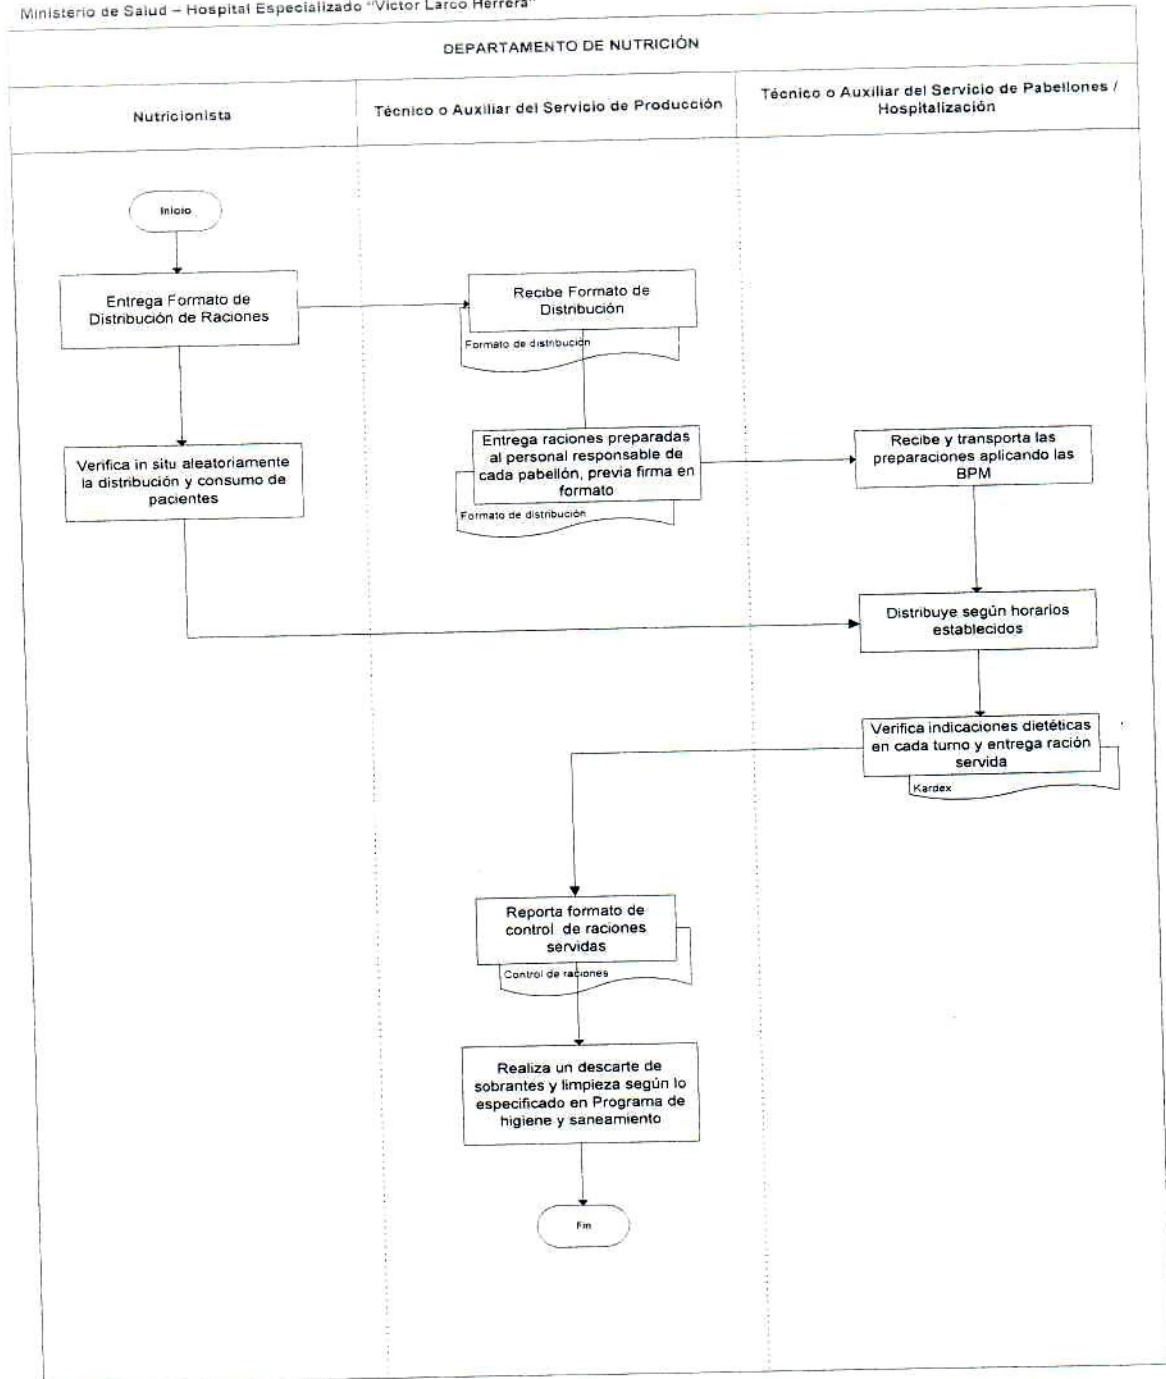 Ministerio de Salud – Hospital Especializado "Víctor Larco Herrera"
DEPARTAMENTO DE NUTRICIÓN
Nutricionista
Técnico o Auxiliar del Servicio de Producción
Técnico o Auxiliar del Servicio de Pabellones /
Hospitalización
Inicio
Entrega Formato de
Distribución de Raciones
Recibe Formato de
Distribución
Formato de distribución
Verifica in situ aleatoriamente
la distribución y consumo de
pacientes
Entrega raciones preparadas
al personal responsable de
cada pabellón, previa firma en
formato
Formato de distribución
Recibe y transporta las
preparaciones aplicando las
BPM
Distribuye según horarios
establecidos
Verifica indicaciones dietéticas
en cada turno y entrega ración
servida
Kardex
Reporta formato de
control de raciones
servidas
Control de raciones
Realiza un descarte de
sobrantes y limpieza según lo
especificado en Programa de
higiene y saneamiento
Fin